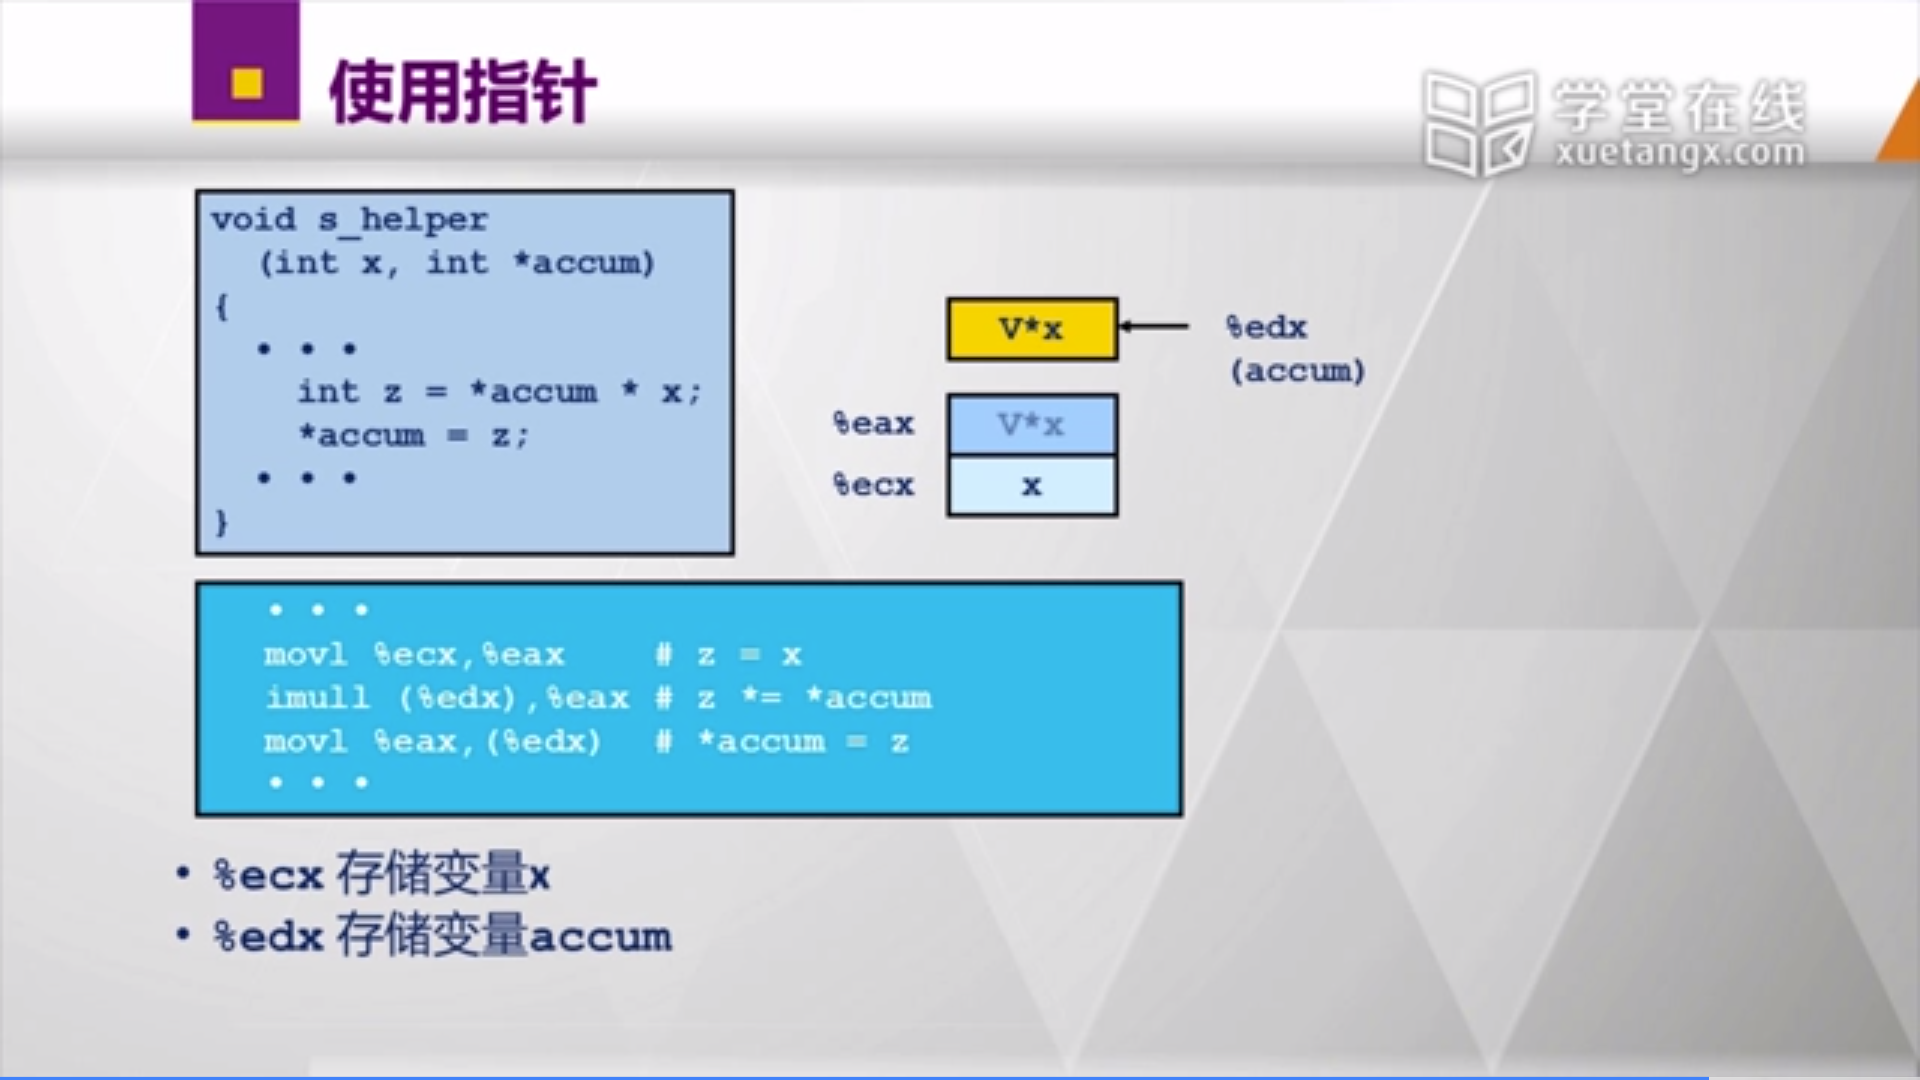 使用指针
学堂在线
xuetangx.com
void s_helper
(int x, int *accum)
{
• • •
int z = *accum * x;
*accum = z;
• • •
}
V*x
%edx
(accum)
%eax
V*x
%ecx
x
• • •
movl %ecx,%eax # z = x
imull (%edx),%eax # z *= *accum
movl %eax,(%edx) # *accum = z
• • •
• %ecx 存储变量x
• %edx 存储变量accum